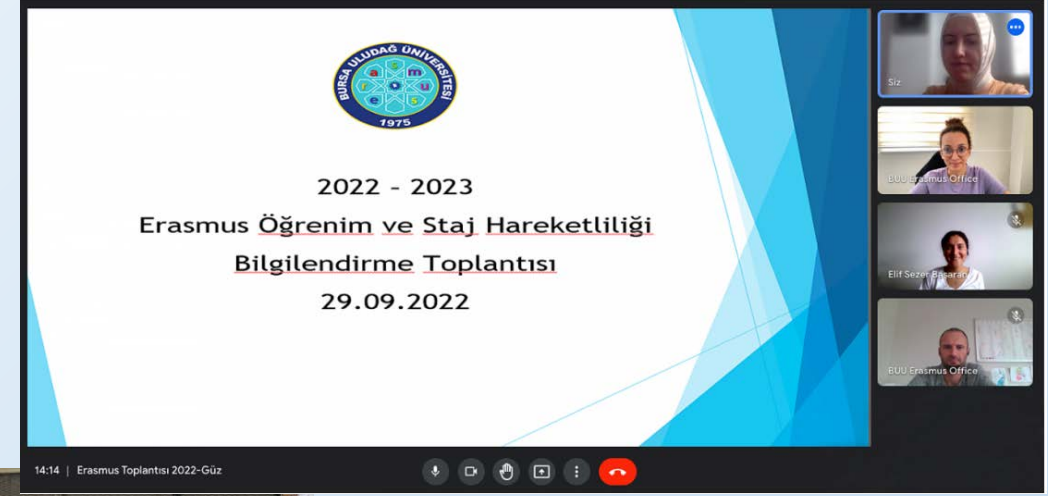 BURSA ULUDAĞ ÜNİVERSİTESİ
erasmus
1975
2022 - 2023
Erasmus Öğrenim ve Staj Hareketliliği
Bilgilendirme Toplantısı
29.09.2022
Siz
BUU Erasmus Office
Elif Sezer Başaran
BUU Erasmus Office
14:14 | Erasmus Toplantısı 2022-Güz